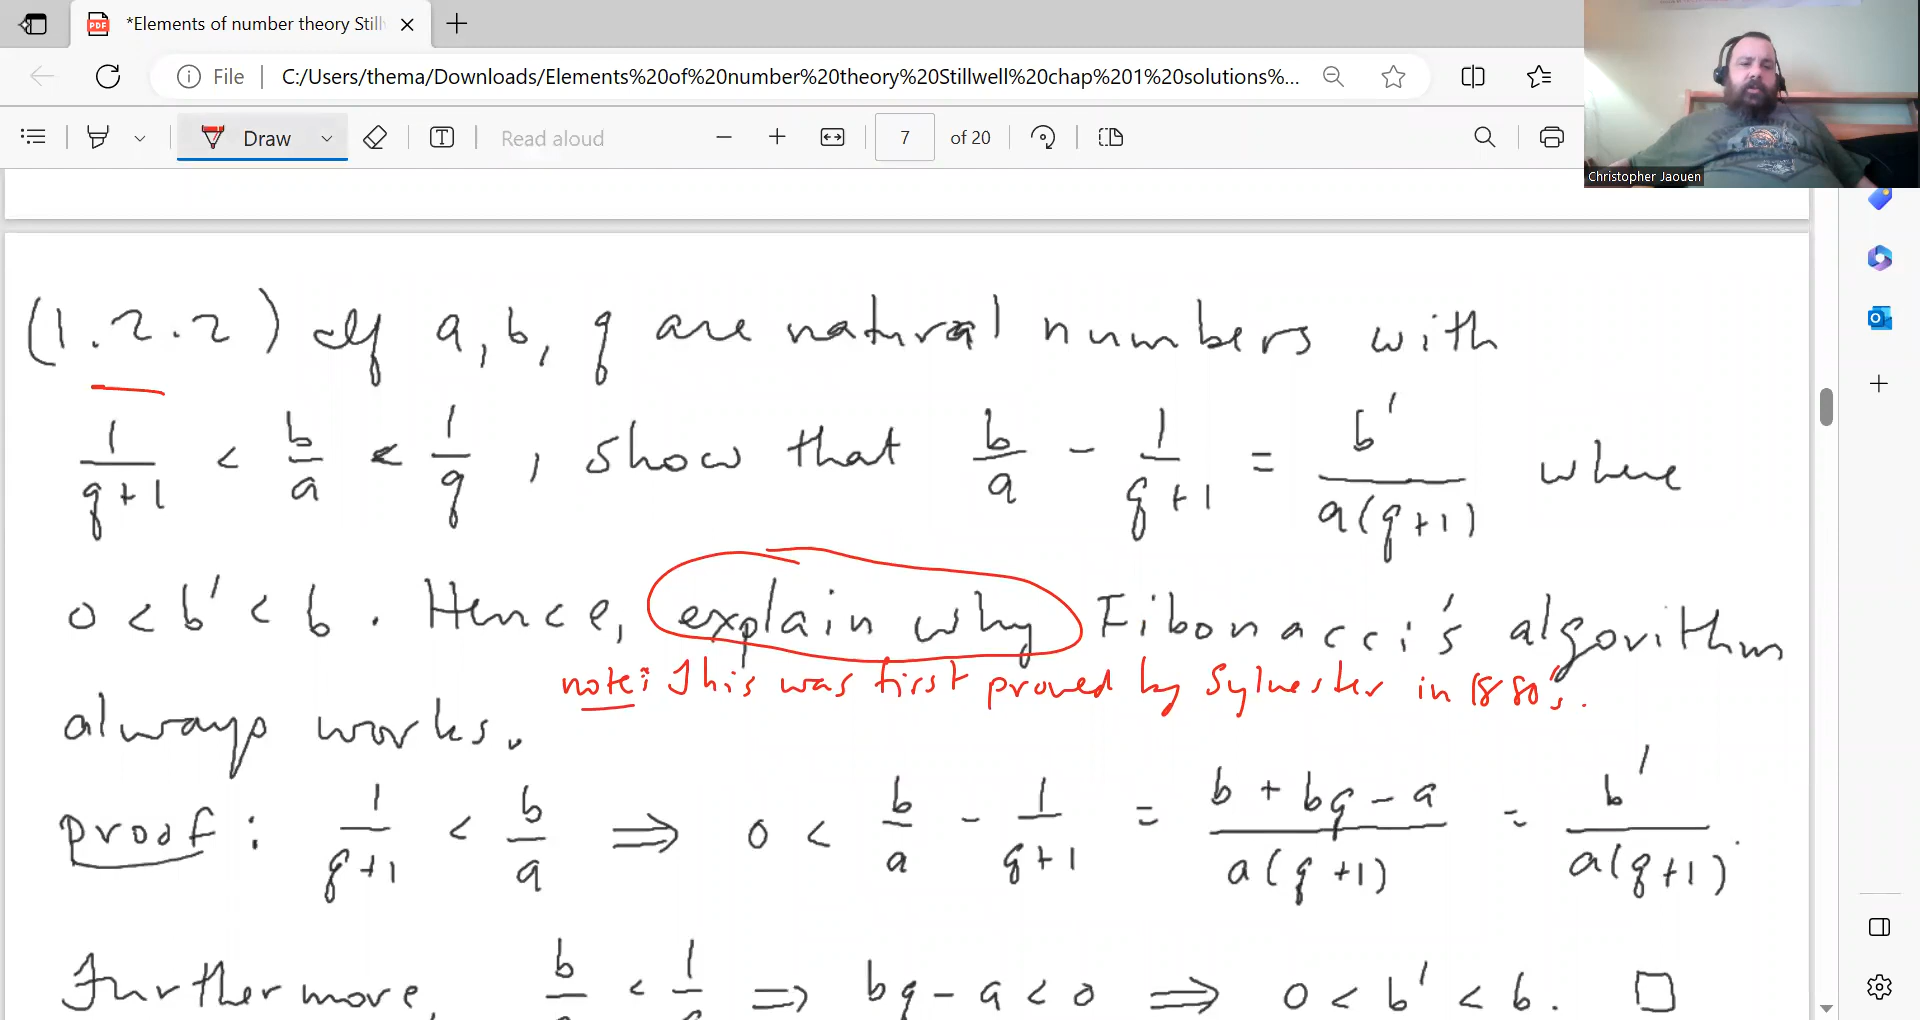 *Elements of number theory Still
File
C:/Users/thema/Downloads/Elements%20of%20number%20theory%20Stillwell%20chap%201%20solutions%...
Draw
Read aloud
7 of 20
Christopher Jaouen
(1.2.2) If a, b, q are natural numbers with
1/(q+1) < b/a < 1/q, show that b/a - 1/(q+1) = b'/(a(q+1)) where
0 < b' < b. Hence, explain why Fibonacci's algorithm
note: This was first proved by Sylvester in 1880's.
always works.
Proof: 1/(q+1) < b/a ⟹ 0 < b/a - 1/(q+1) = (b + bq - a)/(a(q+1)) = b'/(a(q+1)).
Furthermore, b/a < 1/q ⟹ bq - a < 0 ⟹ 0 < b' < b. □